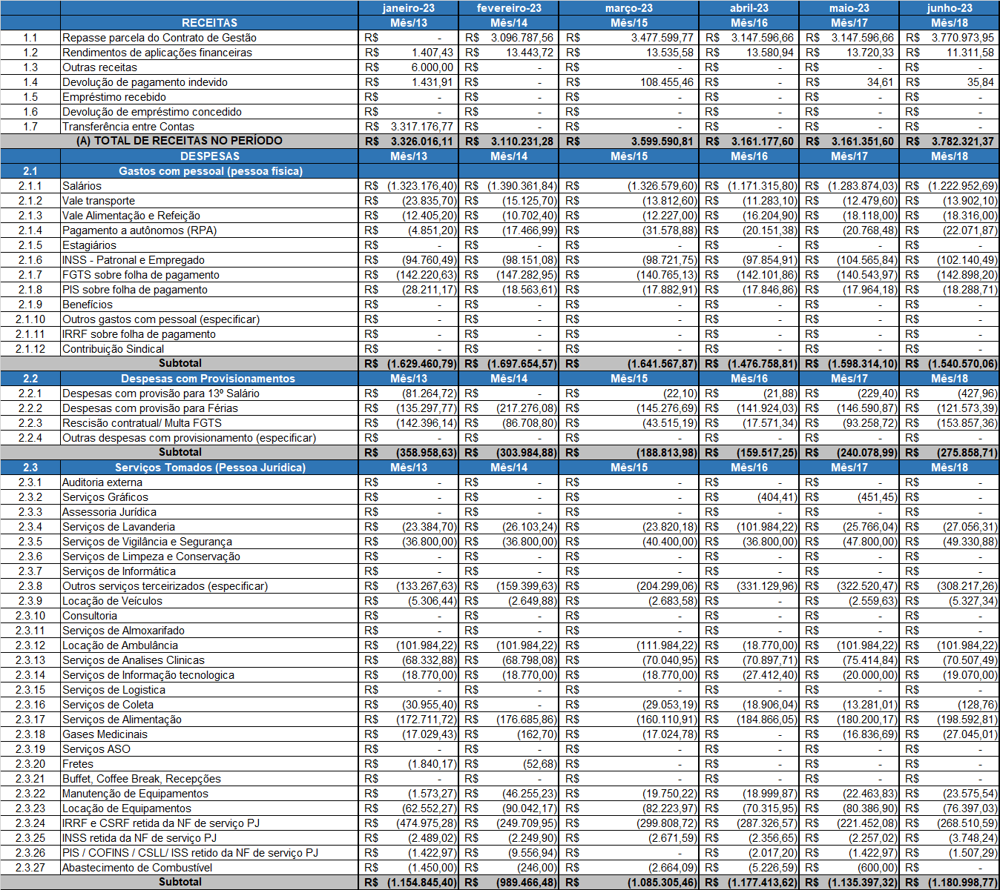 janeiro-23 fevereiro-23 março-23 abril-23 maio-23 junho-23
RECEITAS Mês/13 Mês/14 Mês/15 Mês/16 Mês/17 Mês/18
1.1 Repasse parcela do Contrato de Gestão R$ - R$ 3.096.787,56 R$ 3.477.599,77 R$ 3.147.596,66 R$ 3.147.596,66 R$ 3.770.973,95
1.2 Rendimentos de aplicações financeiras R$ 1.407,43 R$ 13.443,72 R$ 13.535,58 R$ 13.580,94 R$ 13.720,33 R$ 11.311,58
1.3 Outras receitas R$ 6.000,00 R$ - R$ - R$ - R$ - R$ -
1.4 Devolução de pagamento indevido R$ 1.431,91 R$ - R$ 108.455,46 R$ - R$ 34,61 R$ 35,84
1.5 Empréstimo recebido R$ - R$ - R$ - R$ - R$ - R$ -
1.6 Devolução de empréstimo concedido R$ - R$ - R$ - R$ - R$ - R$ -
1.7 Transferência entre Contas R$ 3.317.176,77 R$ - R$ - R$ - R$ - R$ -
(A) TOTAL DE RECEITAS NO PERÍODO R$ 3.326.016,11 R$ 3.110.231,28 R$ 3.599.590,81 R$ 3.161.177,60 R$ 3.161.351,60 R$ 3.782.321,37
DESPESAS Mês/13 Mês/14 Mês/15 Mês/16 Mês/17 Mês/18
2.1 Gastos com pessoal (pessoa física)
2.1.1 Salários R$ (1.323.176,40) R$ (1.390.361,84) R$ (1.326.579,60) R$ (1.171.315,80) R$ (1.283.874,03) R$ (1.222.952,69)
2.1.2 Vale transporte R$ (23.835,70) R$ (15.125,70) R$ (13.812,60) R$ (11.283,10) R$ (12.479,60) R$ (13.902,10)
2.1.3 Vale Alimentação e Refeição R$ (12.405,20) R$ (10.702,40) R$ (12.227,00) R$ (16.204,90) R$ (18.118,00) R$ (18.316,00)
2.1.4 Pagamento a autônomos (RPA) R$ (4.851,20) R$ (17.466,99) R$ (31.578,88) R$ (20.151,38) R$ (20.768,48) R$ (22.071,87)
2.1.5 Estagiários R$ - R$ - R$ - R$ - R$ - R$ -
2.1.6 INSS - Patronal e Empregado R$ (94.760,49) R$ (98.151,08) R$ (98.721,75) R$ (97.854,91) R$ (104.565,84) R$ (102.140,49)
2.1.7 FGTS sobre folha de pagamento R$ (142.220,63) R$ (147.282,95) R$ (140.765,13) R$ (142.101,86) R$ (140.543,97) R$ (142.898,20)
2.1.8 PIS sobre folha de pagamento R$ (28.211,17) R$ (18.563,61) R$ (17.882,91) R$ (17.846,86) R$ (17.964,18) R$ (18.288,71)
2.1.9 Benefícios R$ - R$ - R$ - R$ - R$ - R$ -
2.1.10 Outros gastos com pessoal (especificar) R$ - R$ - R$ - R$ - R$ - R$ -
2.1.11 IRRF sobre folha de pagamento R$ - R$ - R$ - R$ - R$ - R$ -
2.1.12 Contribuição Sindical R$ - R$ - R$ - R$ - R$ - R$ -
Subtotal R$ (1.629.460,79) R$ (1.697.654,57) R$ (1.641.567,87) R$ (1.476.758,81) R$ (1.598.314,10) R$ (1.540.570,06)
2.2 Despesas com Provisionamentos Mês/13 Mês/14 Mês/15 Mês/16 Mês/17 Mês/18
2.2.1 Despesas com provisão para 13º Salário R$ (81.264,72) R$ - R$ (22,10) R$ (21,88) R$ (229,40) R$ (427,96)
2.2.2 Despesas com provisão para Férias R$ (135.297,77) R$ (217.276,08) R$ (145.276,69) R$ (141.924,03) R$ (146.590,87) R$ (121.573,39)
2.2.3 Rescisão contratual/ Multa FGTS R$ (142.396,14) R$ (86.708,80) R$ (43.515,19) R$ (17.571,34) R$ (93.258,72) R$ (153.857,36)
2.2.4 Outras despesas com provisionamento (especificar) R$ - R$ - R$ - R$ - R$ - R$ -
Subtotal R$ (358.958,63) R$ (303.984,88) R$ (188.813,98) R$ (159.517,25) R$ (240.078,99) R$ (275.858,71)
2.3 Serviços Tomados (Pessoa Jurídica) Mês/13 Mês/14 Mês/15 Mês/16 Mês/17 Mês/18
2.3.1 Auditoria externa R$ - R$ - R$ - R$ - R$ - R$ -
2.3.2 Serviços Gráficos R$ - R$ - R$ - R$ (404,41) R$ (451,45) R$ -
2.3.3 Assessoria Jurídica R$ - R$ - R$ - R$ - R$ - R$ -
2.3.4 Serviços de Lavanderia R$ (23.384,70) R$ (26.103,24) R$ (23.820,18) R$ (101.984,22) R$ (25.766,04) R$ (27.056,31)
2.3.5 Serviços de Vigilância e Segurança R$ (36.800,00) R$ (36.800,00) R$ (40.400,00) R$ (36.800,00) R$ (47.800,00) R$ (49.330,88)
2.3.6 Serviços de Limpeza e Conservação R$ - R$ - R$ - R$ - R$ - R$ -
2.3.7 Serviços de Informática R$ - R$ - R$ - R$ - R$ - R$ -
2.3.8 Outros serviços terceirizados (especificar) R$ (133.267,63) R$ (159.399,63) R$ (204.299,06) R$ (331.129,96) R$ (322.520,47) R$ (308.217,26)
2.3.9 Locação de Veículos R$ (5.306,44) R$ (2.649,88) R$ (2.683,58) R$ - R$ (2.559,63) R$ (5.327,34)
2.3.10 Consultoria R$ - R$ - R$ - R$ - R$ - R$ -
2.3.11 Serviços de Almoxarifado R$ - R$ - R$ - R$ - R$ - R$ -
2.3.12 Locação de Ambulância R$ (101.984,22) R$ (101.984,22) R$ (111.984,22) R$ (18.770,00) R$ (101.984,22) R$ (101.984,22)
2.3.13 Serviços de Analises Clinicas R$ (68.332,88) R$ (68.798,08) R$ (70.040,95) R$ (70.897,71) R$ (75.414,84) R$ (70.507,49)
2.3.14 Serviços de Informação tecnologica R$ (18.770,00) R$ (18.770,00) R$ (18.770,00) R$ (27.412,40) R$ (20.000,00) R$ (19.070,00)
2.3.15 Serviços de Logistica R$ - R$ - R$ - R$ - R$ - R$ -
2.3.16 Serviços de Coleta R$ (30.955,40) R$ - R$ (29.053,19) R$ (18.906,04) R$ (13.281,01) R$ (128,76)
2.3.17 Serviços de Alimentação R$ (172.711,72) R$ (176.685,86) R$ (160.110,91) R$ (184.866,05) R$ (180.200,17) R$ (198.592,81)
2.3.18 Gases Medicinais R$ (17.029,43) R$ (162,70) R$ (17.024,78) R$ - R$ (16.836,69) R$ (27.045,01)
2.3.19 Serviços ASO R$ - R$ - R$ - R$ - R$ - R$ -
2.3.20 Fretes R$ (1.840,17) R$ (52,68) R$ - R$ - R$ - R$ -
2.3.21 Buffet, Coffee Break, Recepções R$ - R$ - R$ - R$ - R$ - R$ -
2.3.22 Manutenção de Equipamentos R$ (1.573,27) R$ (46.255,23) R$ (19.750,22) R$ (18.999,87) R$ (22.463,83) R$ (23.575,54)
2.3.23 Locação de Equipamentos R$ (62.552,27) R$ (90.042,17) R$ (82.223,97) R$ (70.315,95) R$ (80.386,90) R$ (76.397,03)
2.3.24 IRRF e CSRF retida da NF de serviço PJ R$ (474.975,28) R$ (249.709,95) R$ (299.808,72) R$ (287.326,57) R$ (221.452,08) R$ (268.510,59)
2.3.25 INSS retida da NF de serviço PJ R$ (2.489,02) R$ (2.249,90) R$ (2.671,59) R$ (2.356,65) R$ (2.257,02) R$ (3.748,24)
2.3.26 PIS / COFINS / CSLL/ ISS retido da NF de serviço PJ R$ (1.422,97) R$ (9.556,94) R$ - R$ (2.017,20) R$ (1.422,97) R$ (1.507,29)
2.3.27 Abastecimento de Combustível R$ (1.450,00) R$ (246,00) R$ (2.664,09) R$ (5.226,59) R$ (600,00) R$ -
Subtotal R$ (1.154.845,40) R$ (989.466,48) R$ (1.085.305,46) R$ (1.177.413,62) R$ (1.135.397,32) R$ (1.180.998,77)